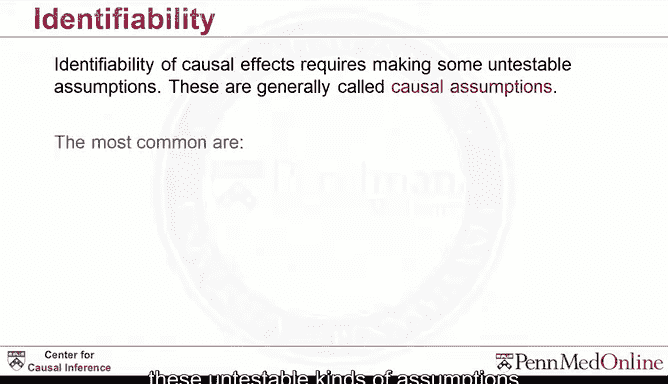 Identifiability
Identifiability of causal effects requires making some untestable
assumptions. These are generally called causal assumptions.
The most common are:
Center for
Causal Inference
PennMedOnline
these untestable kinds of assumptions